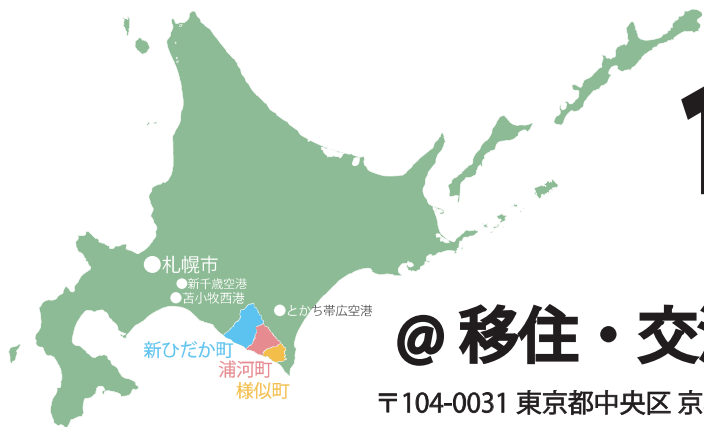 札幌市
新千歳空港
苫小牧西港
とかち帯広空港
新ひだか町
浦河町
様似町
@ 移住・交
〒104-0031 東京都中央区 京